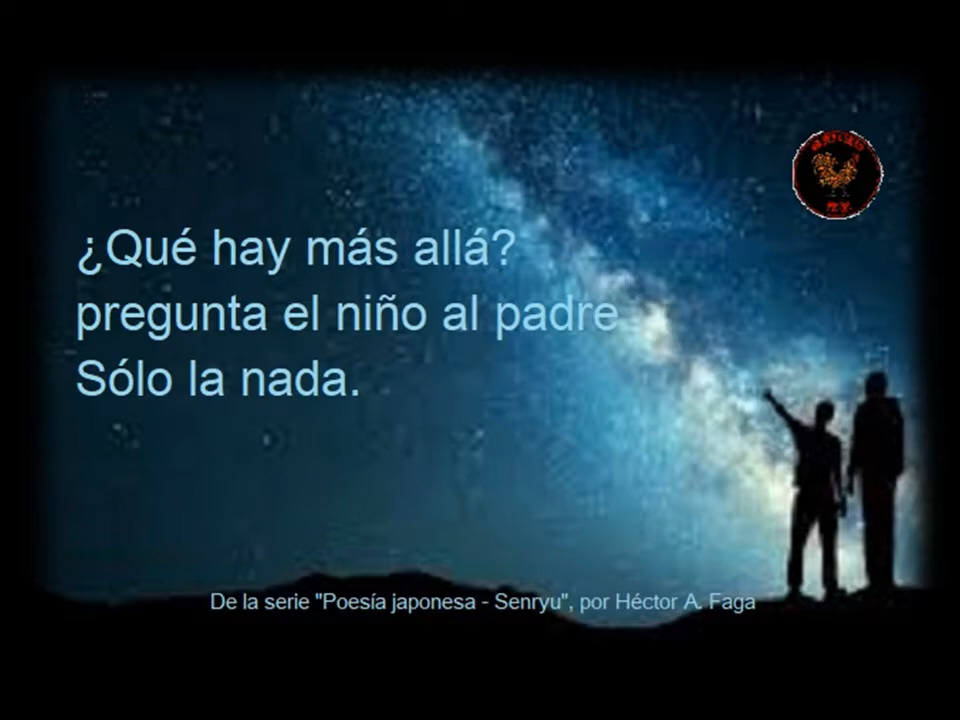 ¿Qué hay más allá?
pregunta el niño al padre
Sólo la nada.
De la serie "Poesía japonesa - Senryu", por Héctor A. Faga